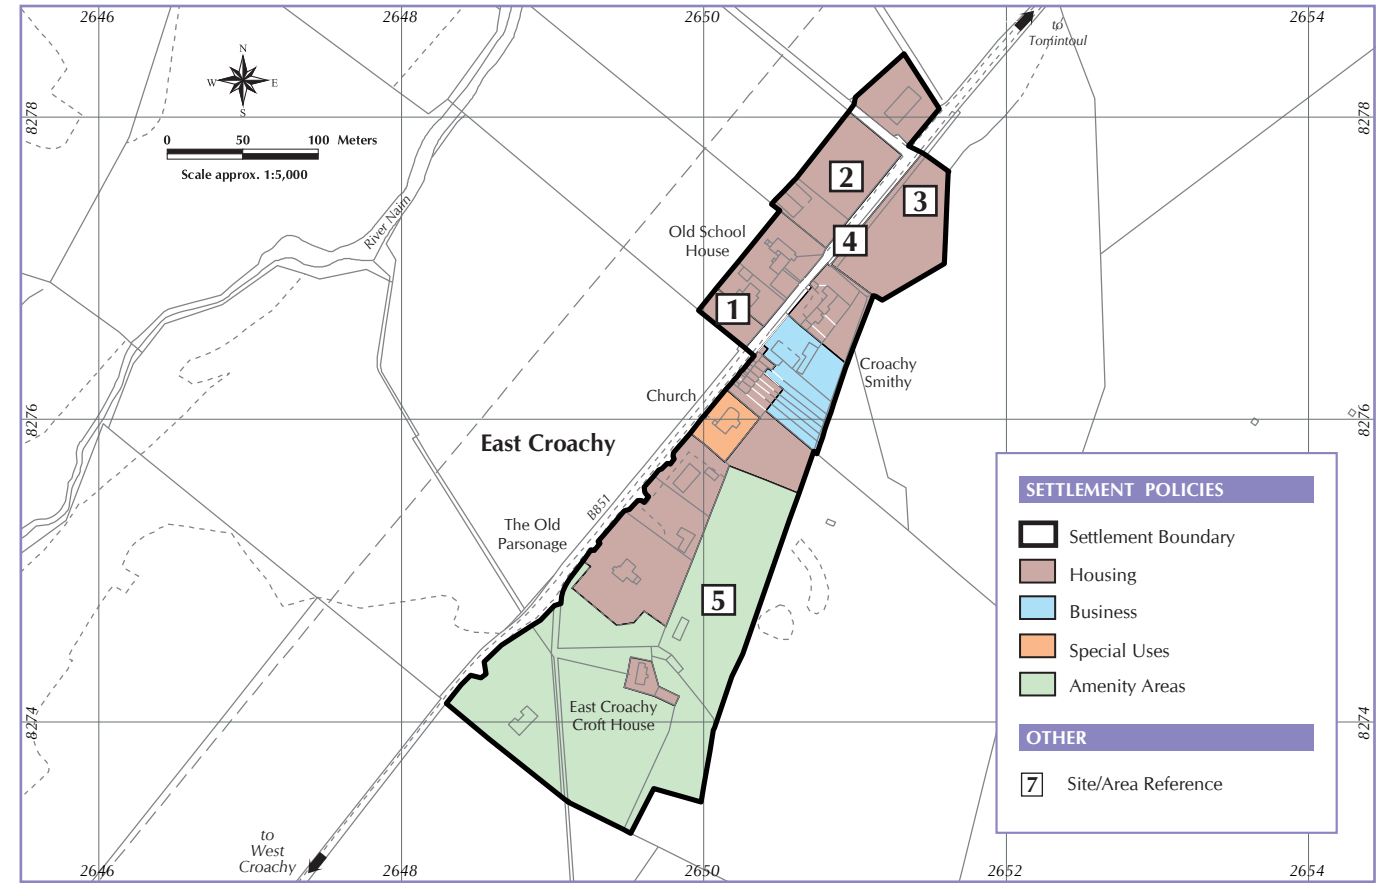 2646
2648
2650
2654
to
Tomintoul
N
W
E
S
8278
8278
0 50 100 Meters
Scale approx. 1:5,000
2
3
4
River Nairn
Old School
House
1
Croachy
Smithy
Church
8276
8276
East Croachy
B851
The Old
Parsonage
5
East Croachy
Croft House
8274
8274
SETTLEMENT POLICIES
Settlement Boundary
Housing
Business
Special Uses
Amenity Areas
OTHER
7 Site/Area Reference
to
West
Croachy
2646
2648
2650
2652
2654